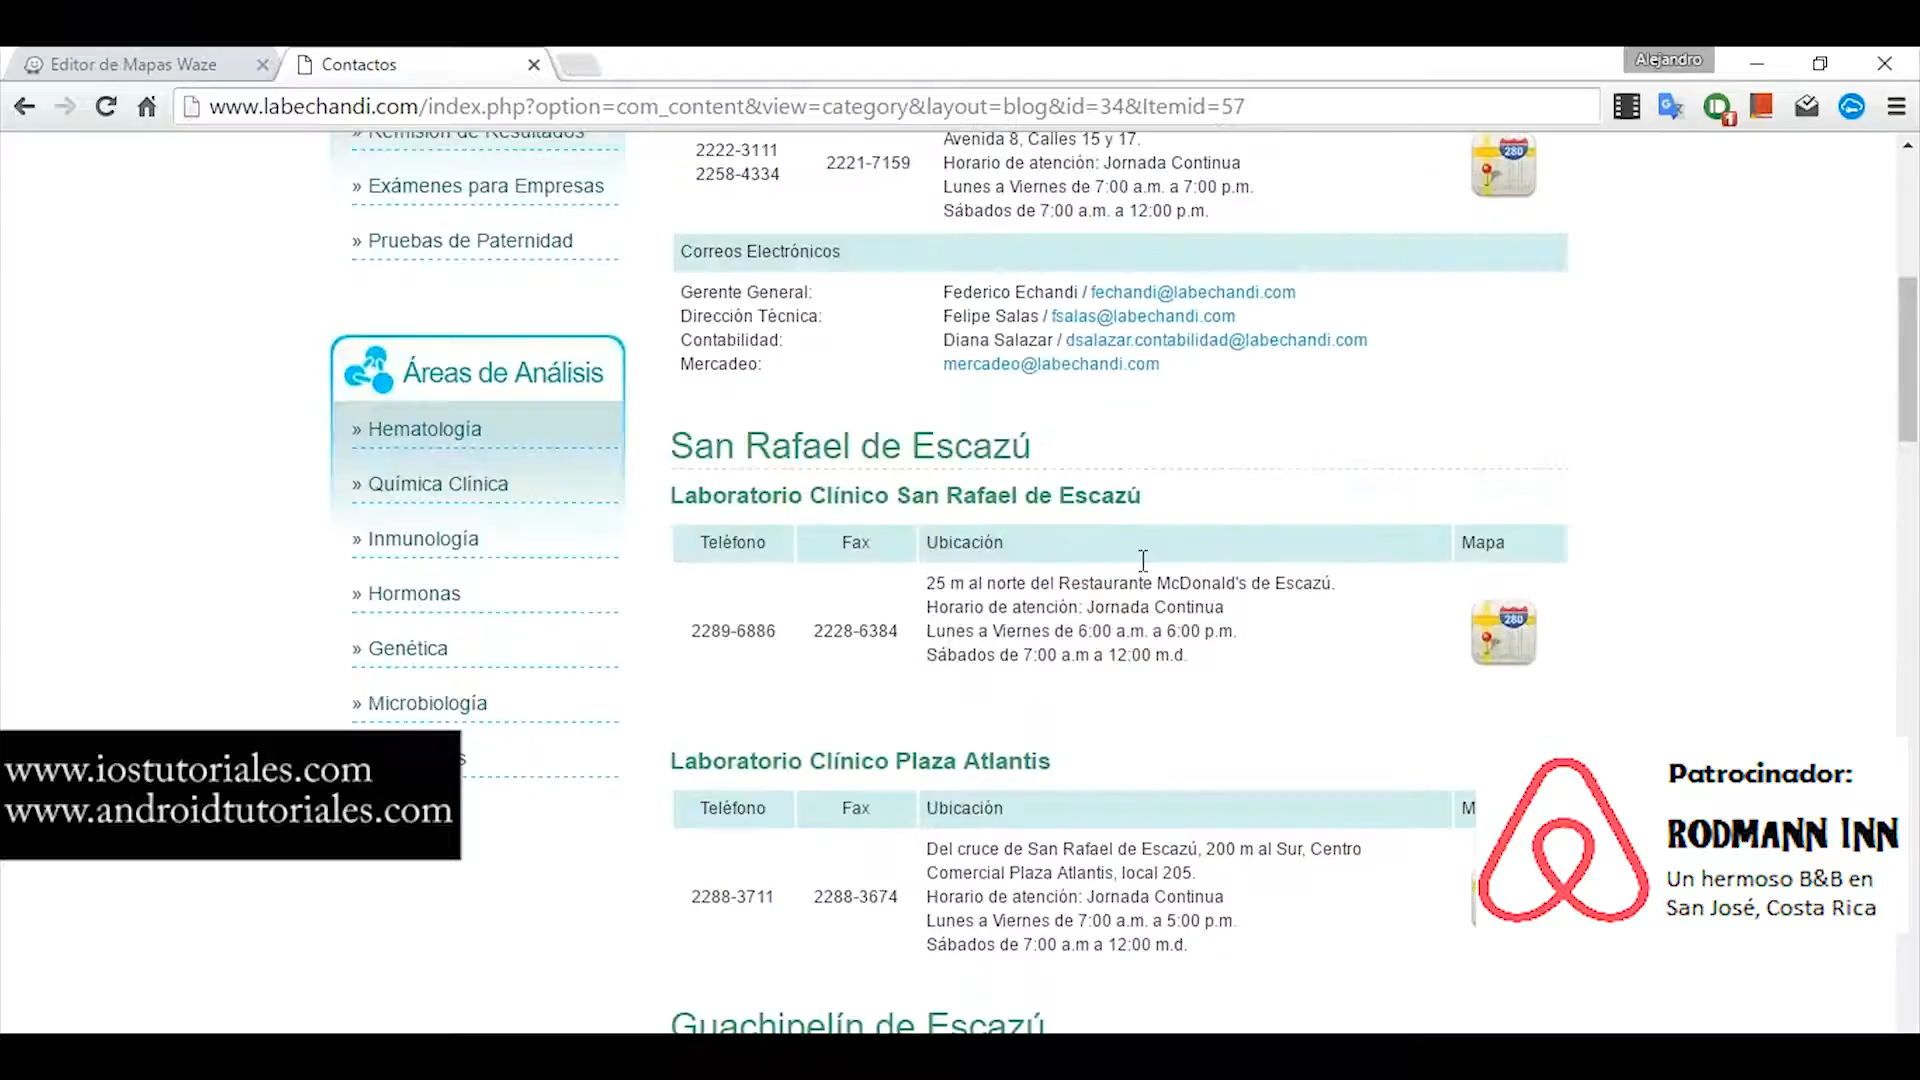 Editor de Mapas Waze
Contactos
Alejandro
www.labechandi.com/index.php?option=com_content&view=category&layout=blog&id=34&Itemid=57
1
» Remisión de Resultados
» Exámenes para Empresas
» Pruebas de Paternidad
Áreas de Análisis
» Hematología
» Química Clínica
» Inmunología
» Hormonas
» Genética
» Microbiología
s
2222-3111
2258-4334
2221-7159
Avenida 8, Calles 15 y 17.
Horario de atención: Jornada Continua
Lunes a Viernes de 7:00 a.m. a 7:00 p.m.
Sábados de 7:00 a.m. a 12:00 p.m.
280
Correos Electrónicos
Gerente General: Federico Echandi / fechandi@labechandi.com
Dirección Técnica: Felipe Salas / fsalas@labechandi.com
Contabilidad: Diana Salazar / dsalazar.contabilidad@labechandi.com
Mercadeo: mercadeo@labechandi.com
San Rafael de Escazú
Laboratorio Clínico San Rafael de Escazú
Teléfono Fax Ubicación Mapa
2289-6886
2228-6384
25 m al norte del Restaurante McDonald's de Escazú.
Horario de atención: Jornada Continua
Lunes a Viernes de 6:00 a.m. a 6:00 p.m.
Sábados de 7:00 a.m a 12:00 m.d.
280
Laboratorio Clínico Plaza Atlantis
Teléfono Fax Ubicación M
2288-3711
2288-3674
Del cruce de San Rafael de Escazú, 200 m al Sur, Centro
Comercial Plaza Atlantis, local 205.
Horario de atención: Jornada Continua
Lunes a Viernes de 7:00 a.m. a 5:00 p.m.
Sábados de 7:00 a.m a 12:00 m.d.
Guachipelín de Escazú
www.iostutoriales.com
www.androidtutoriales.com
Patrocinador:
RODMANN INN
Un hermoso B&B en
San José, Costa Rica